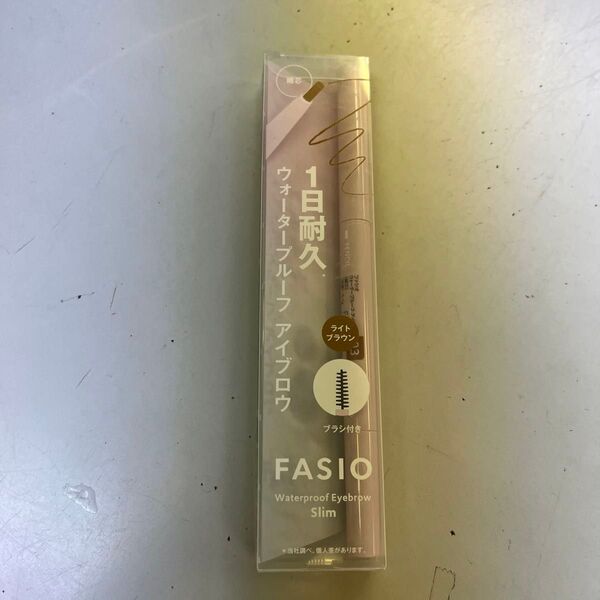 細芯
1日耐久
ウォータープルーフ アイブロウ
ライト
ブラウン
ブラシ付き
FASIO
Waterproof Eyebrow
Slim
*当社調べ。個人差があります。